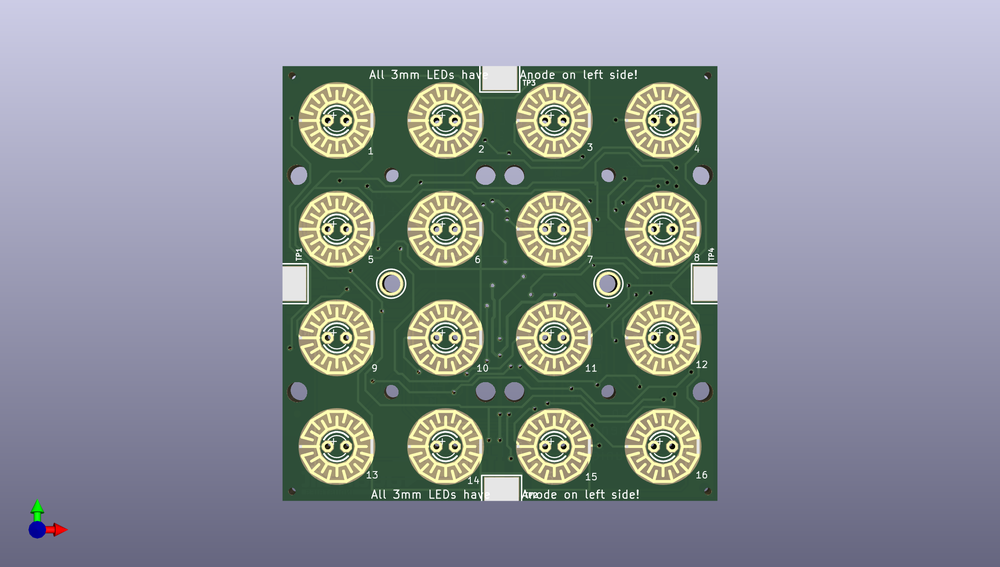 All 3mm LEDs have Anode on left side!
TP3
1 2 3 4
TP1
TP4
5 6 7 8
9 10 11 12
13 14 15 16
All 3mm LEDs have Anode on left side!